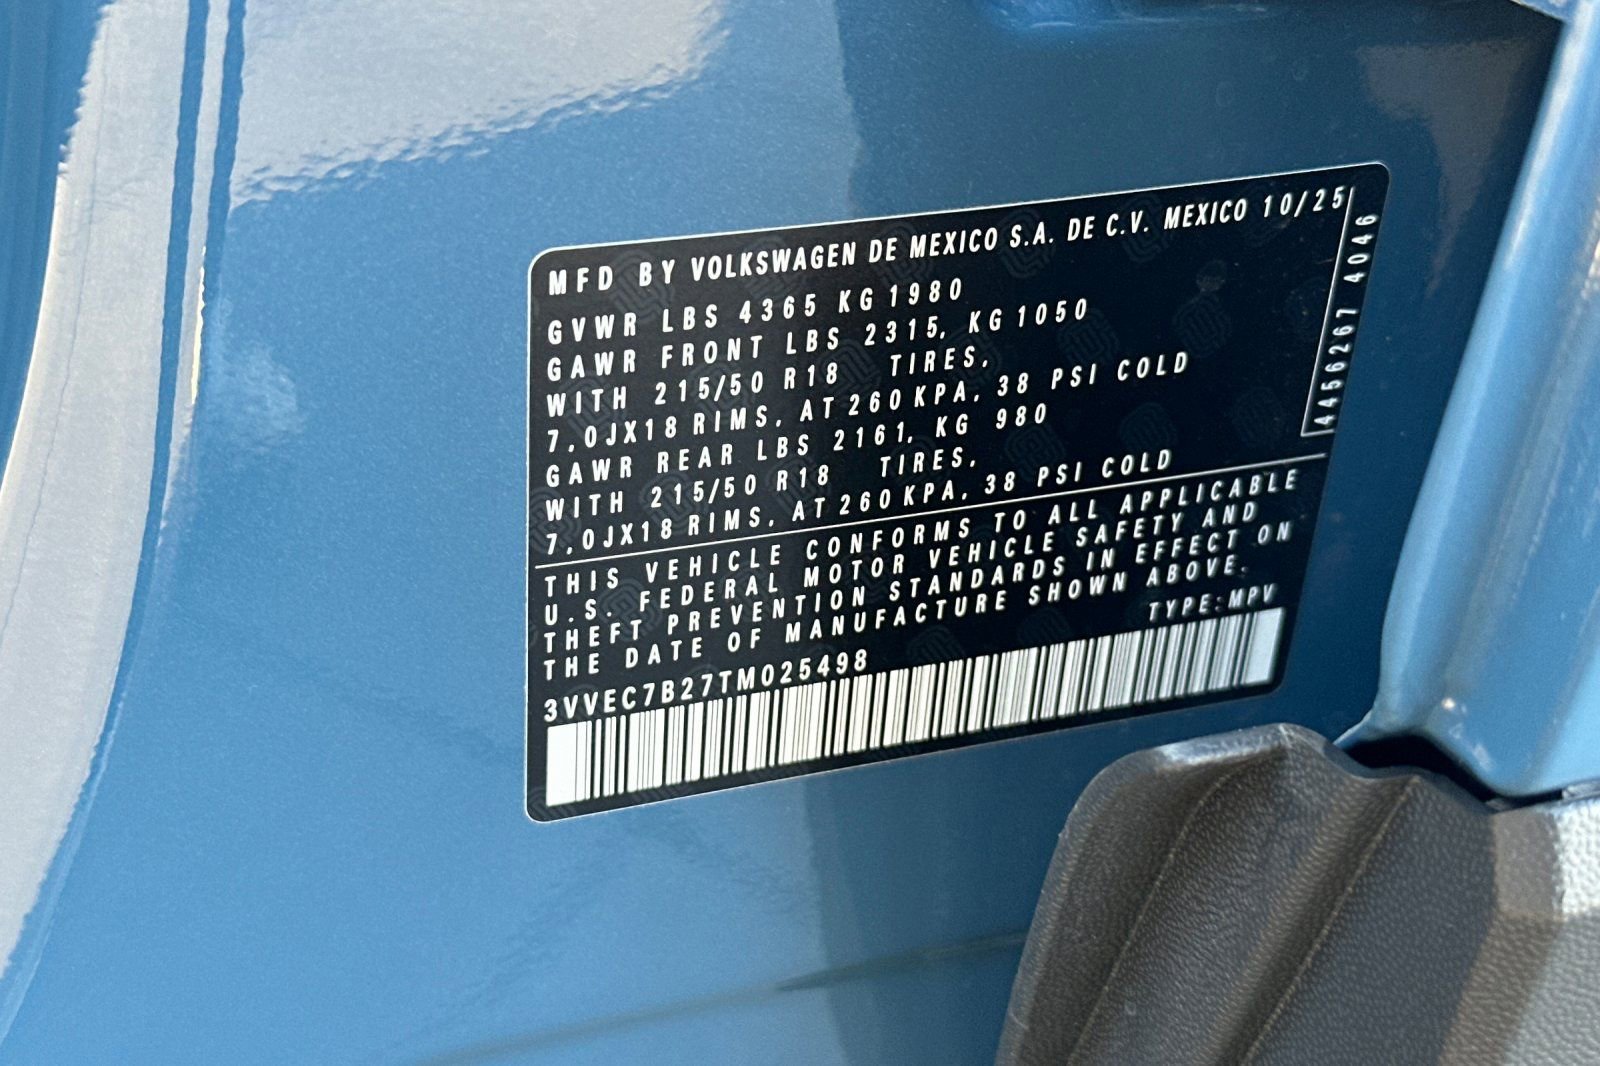 MFD BY VOLKSWAGEN DE MEXICO S.A. DE C.V. MEXICO 10/25
GVWR LBS 4365 KG 1980
GAWR FRONT LBS 2315, KG 1050
WITH 215/50 R18 TIRES,
7,0JX18 RIMS, AT 260 KPA, 38 PSI COLD
GAWR REAR LBS 2161, KG 980
WITH 215/50 R18 TIRES,
7,0JX18 RIMS, AT 260 KPA, 38 PSI COLD
4456267 4046
THIS VEHICLE CONFORMS TO ALL APPLICABLE
U.S. FEDERAL MOTOR VEHICLE SAFETY AND
THEFT PREVENTION STANDARDS IN EFFECT ON
THE DATE OF MANUFACTURE SHOWN ABOVE.
TYPE: MPV
3VVEC7B27TM025498